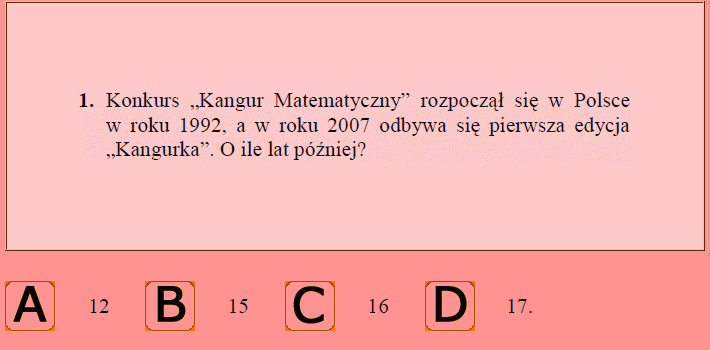 1. Konkurs „Kangur Matematyczny” rozpoczął się w Polsce
w roku 1992, a w roku 2007 odbywa się pierwsza edycja
„Kangurka”. O ile lat później?
A 12 B 15 C 16 D 17.